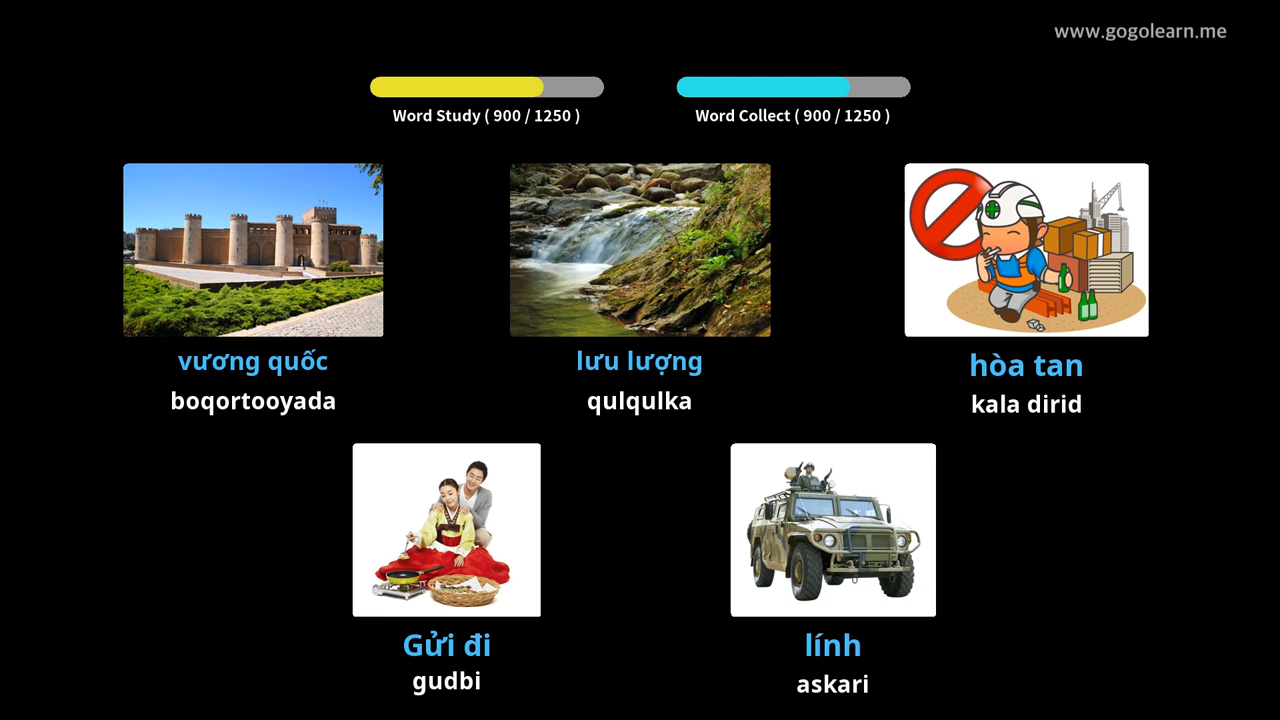 www.gogolearn.me
Word Study ( 900 / 1250 )
Word Collect ( 900 / 1250 )
vương quốc
boqortooyada
lưu lượng
qulqulka
hòa tan
kala dirid
Gửi đi
gudbi
lính
askari